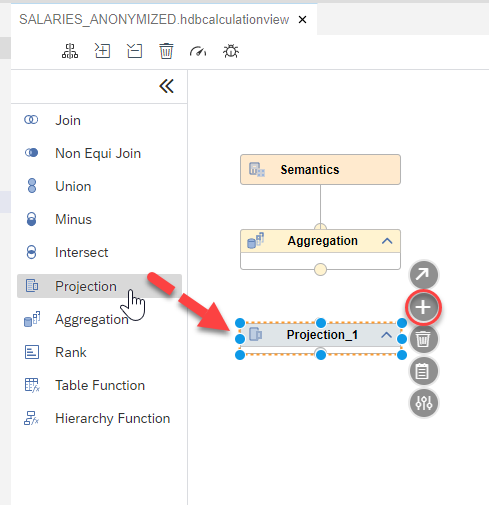 SALARIES_ANONYMIZED.hdbcalculationview
Join
Non Equi Join
Union
Minus
Intersect
Projection
Aggregation
Rank
Table Function
Hierarchy Function
Semantics
Aggregation
Projection_1